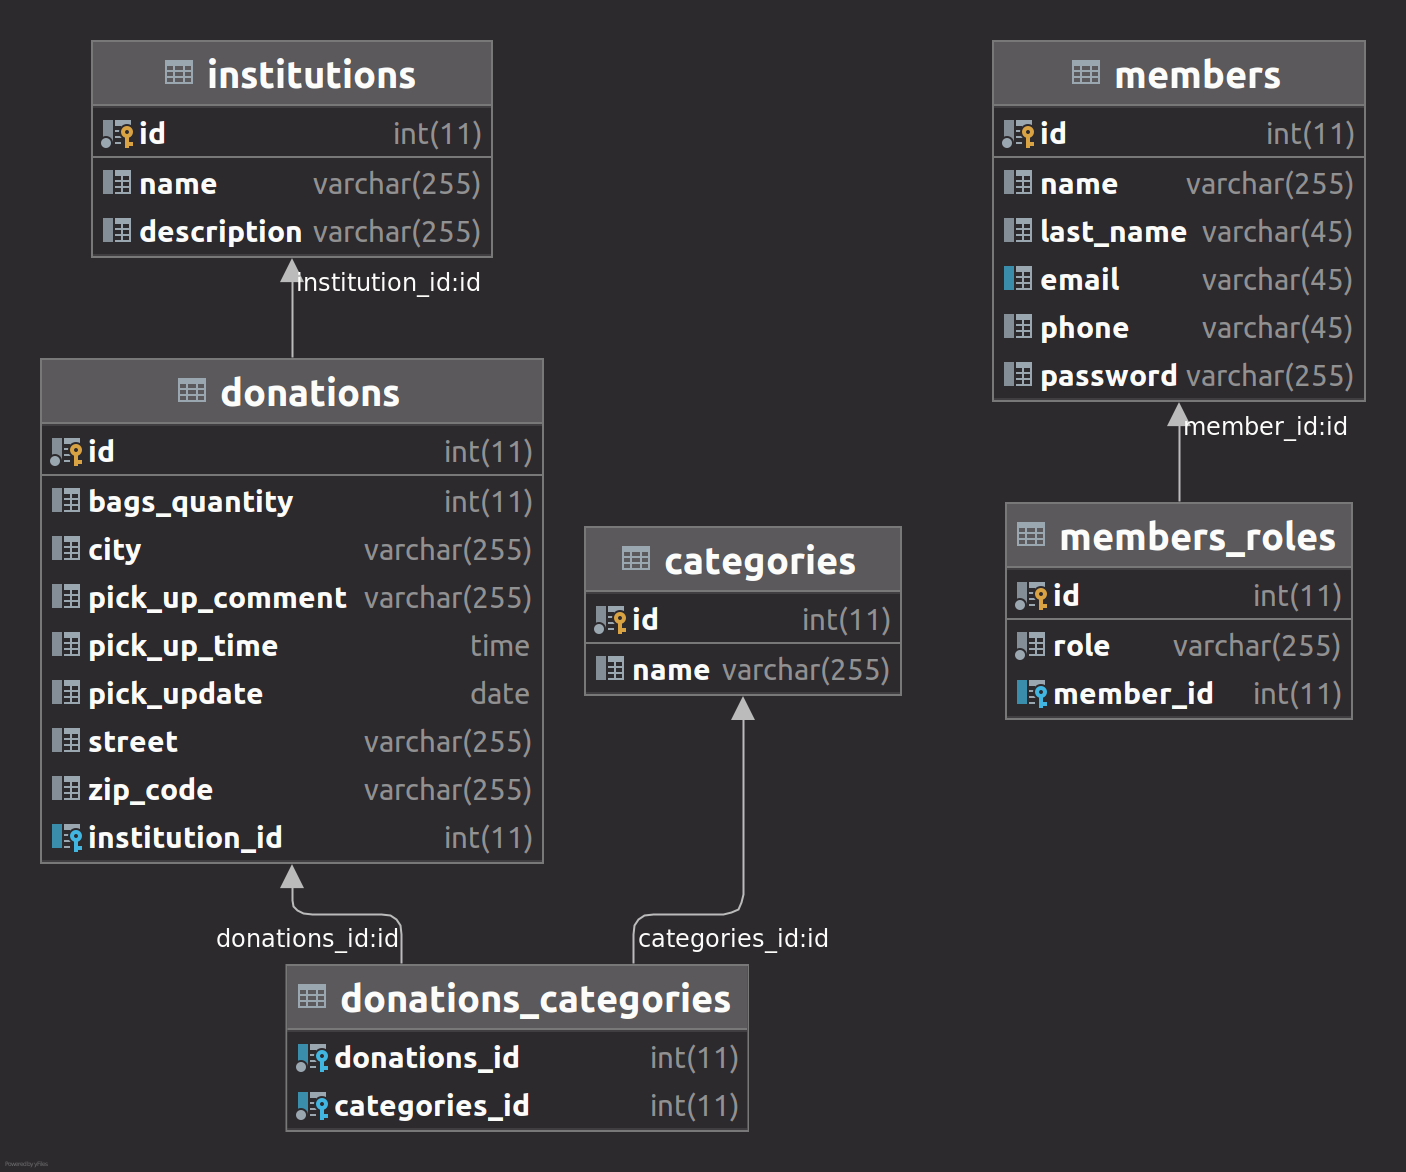 institutions
id int(11)
name varchar(255)
description varchar(255)
institution_id:id
donations
id int(11)
bags_quantity int(11)
city varchar(255)
pick_up_comment varchar(255)
pick_up_time time
pick_update date
street varchar(255)
zip_code varchar(255)
institution_id int(11)
categories
id int(11)
name varchar(255)
members
id int(11)
name varchar(255)
last_name varchar(45)
email varchar(45)
phone varchar(45)
password varchar(255)
member_id:id
members_roles
id int(11)
role varchar(255)
member_id int(11)
donations_id:id
categories_id:id
donations_categories
donations_id int(11)
categories_id int(11)
Powered by yFiles